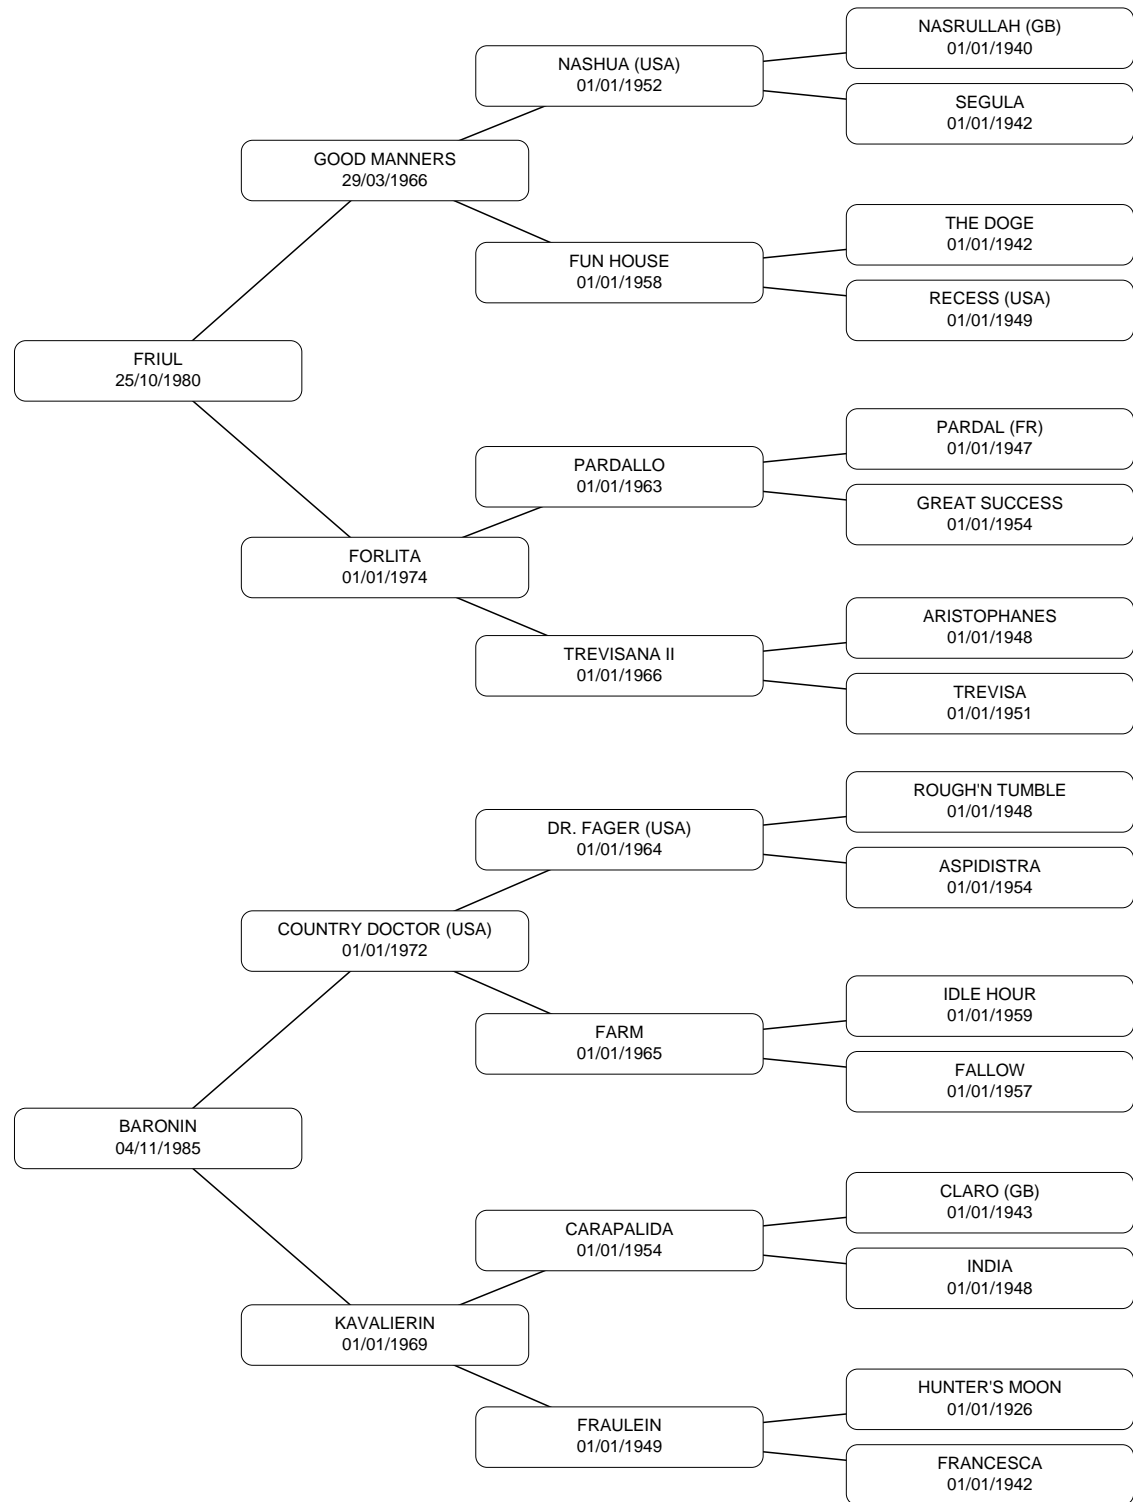 NASRULLAH (GB)
01/01/1940
NASHUA (USA)
01/01/1952
SEGULA
01/01/1942
GOOD MANNERS
29/03/1966
THE DOGE
01/01/1942
FUN HOUSE
01/01/1958
RECESS (USA)
01/01/1949
FRIUL
25/10/1980
PARDAL (FR)
01/01/1947
PARDALLO
01/01/1963
GREAT SUCCESS
01/01/1954
FORLITA
01/01/1974
ARISTOPHANES
01/01/1948
TREVISANA II
01/01/1966
TREVISA
01/01/1951
ROUGH'N TUMBLE
01/01/1948
DR. FAGER (USA)
01/01/1964
ASPIDISTRA
01/01/1954
COUNTRY DOCTOR (USA)
01/01/1972
IDLE HOUR
01/01/1959
FARM
01/01/1965
FALLOW
01/01/1957
BARONIN
04/11/1985
CLARO (GB)
01/01/1943
CARAPALIDA
01/01/1954
INDIA
01/01/1948
KAVALIERIN
01/01/1969
HUNTER'S MOON
01/01/1926
FRAULEIN
01/01/1949
FRANCESCA
01/01/1942